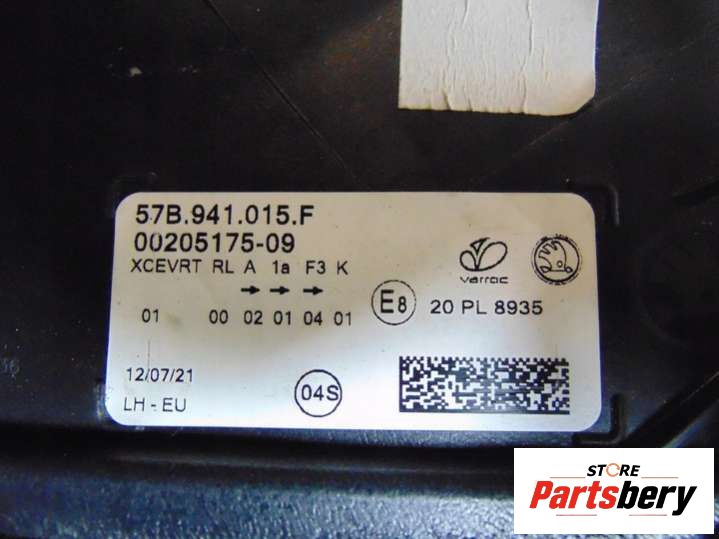 57B.941.015.F
00205175-09
XCEVRT RL A 1a F3 K
01 00 02 01 04 01
varroc
E8 20 PL 8935
12/07/21
LH - EU
04S
STORE
Partsbery